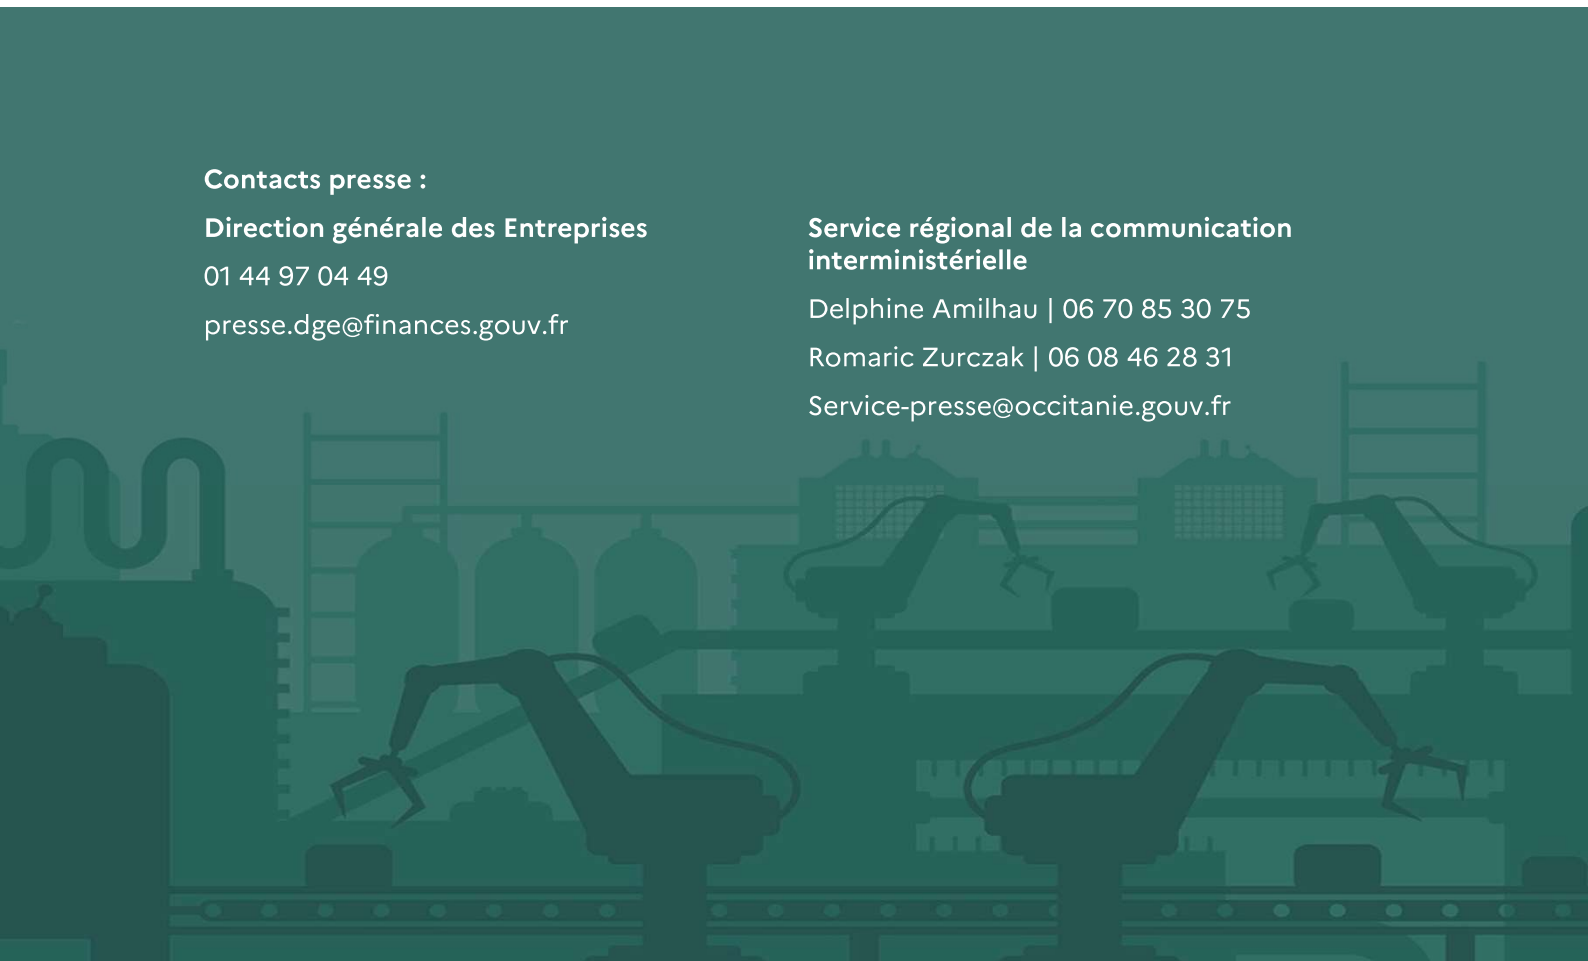 Contacts presse :
Direction générale des Entreprises
01 44 97 04 49
presse.dge@finances.gouv.fr
Service régional de la communication
interministérielle
Delphine Amilhau | 06 70 85 30 75
Romaric Zurczak | 06 08 46 28 31
Service-presse@occitanie.gouv.fr